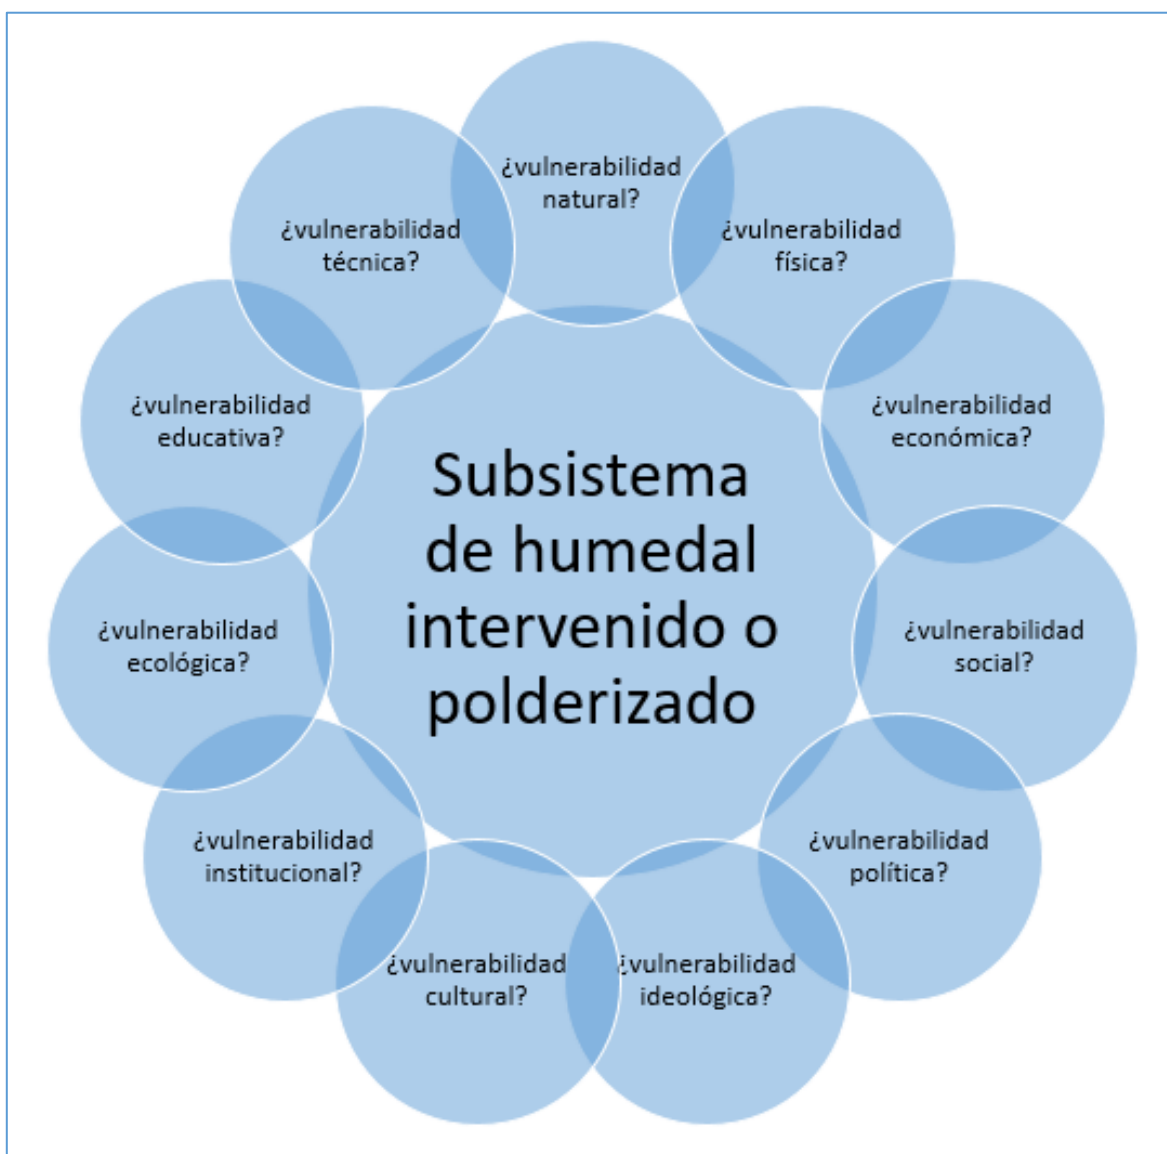 ¿vulnerabilidad
natural?
¿vulnerabilidad
física?
¿vulnerabilidad
económica?
¿vulnerabilidad
social?
¿vulnerabilidad
política?
¿vulnerabilidad
ideológica?
¿vulnerabilidad
cultural?
¿vulnerabilidad
institucional?
¿vulnerabilidad
ecológica?
¿vulnerabilidad
educativa?
¿vulnerabilidad
técnica?
Subsistema
de humedal
intervenido o
polderizado